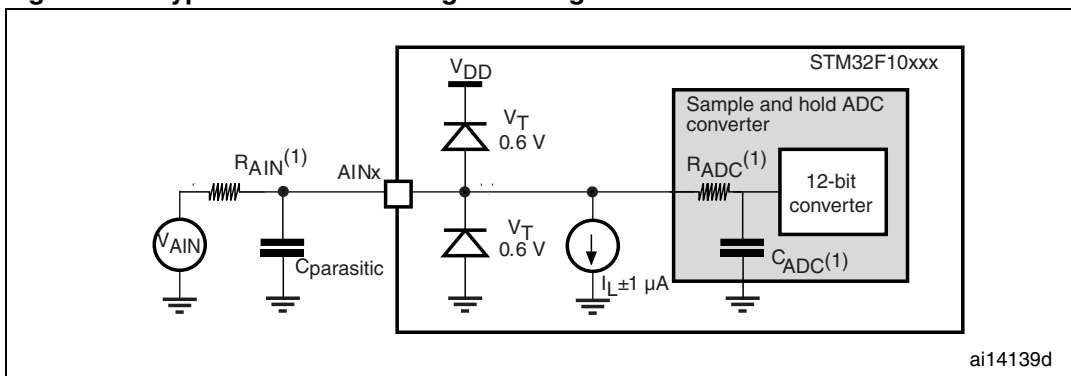 STM32F10xxx
VDD
Sample and hold ADC
converter
VT
0.6 V
RAIN(1)
AINx
RADC(1)
12-bit
converter
VT
0.6 V
VAIN
Cparasitic
IL±1 µA
CADC(1)
ai14139d